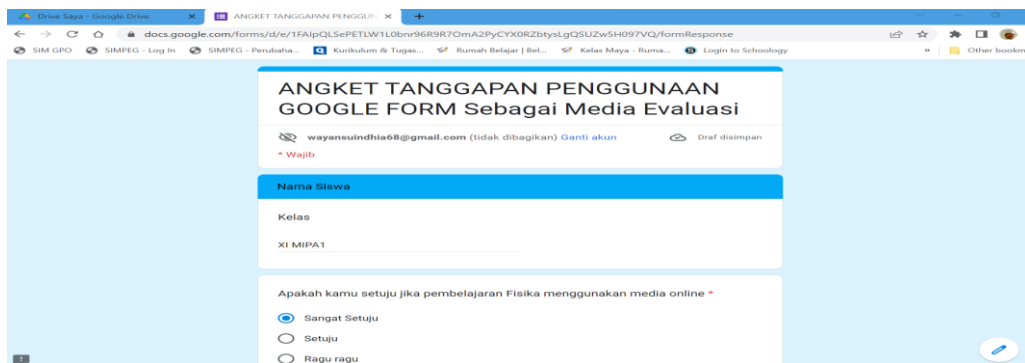 Drive Saya - Google Drive
ANGKET TANGGAPAN PENGGUN
docs.google.com/forms/d/e/1FAIpQLSePETLW1L0bnr96R9R7OmA2PyCYX0RZbtysLgQSUZw5H097VQ/formResponse
SIM GPO
SIMPEG - Log In
SIMPEG - Perubaha...
Kurikulum & Tugas...
Rumah Belajar | Bel...
Kelas Maya - Ruma...
Login to Schoology
Other bookm
ANGKET TANGGAPAN PENGGUNAAN
GOOGLE FORM Sebagai Media Evaluasi
wayansuindhia68@gmail.com (tidak dibagikan) Ganti akun
Draf disimpan
* Wajib
Nama Siswa
Kelas
XI MIPA1
Apakah kamu setuju jika pembelajaran Fisika menggunakan media online *
Sangat Setuju
Setuju
Ragu ragu